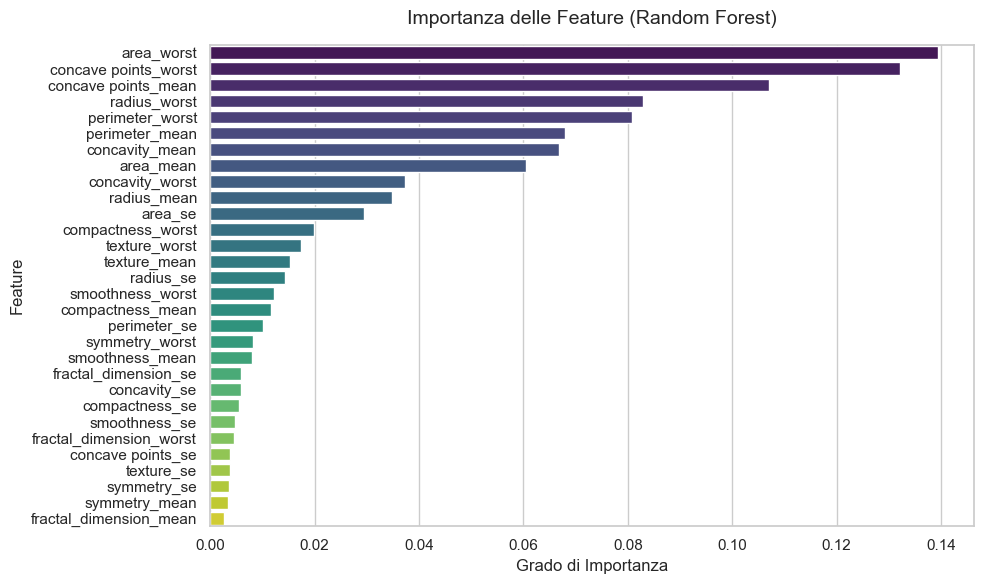 Importanza delle Feature (Random Forest)
Feature
area_worst
concave points_worst
concave points_mean
radius_worst
perimeter_worst
perimeter_mean
concavity_mean
area_mean
concavity_worst
radius_mean
area_se
compactness_worst
texture_worst
texture_mean
radius_se
smoothness_worst
compactness_mean
perimeter_se
symmetry_worst
smoothness_mean
fractal_dimension_se
concavity_se
compactness_se
smoothness_se
fractal_dimension_worst
concave points_se
texture_se
symmetry_se
symmetry_mean
fractal_dimension_mean
0.00 0.02 0.04 0.06 0.08 0.10 0.12 0.14
Grado di Importanza